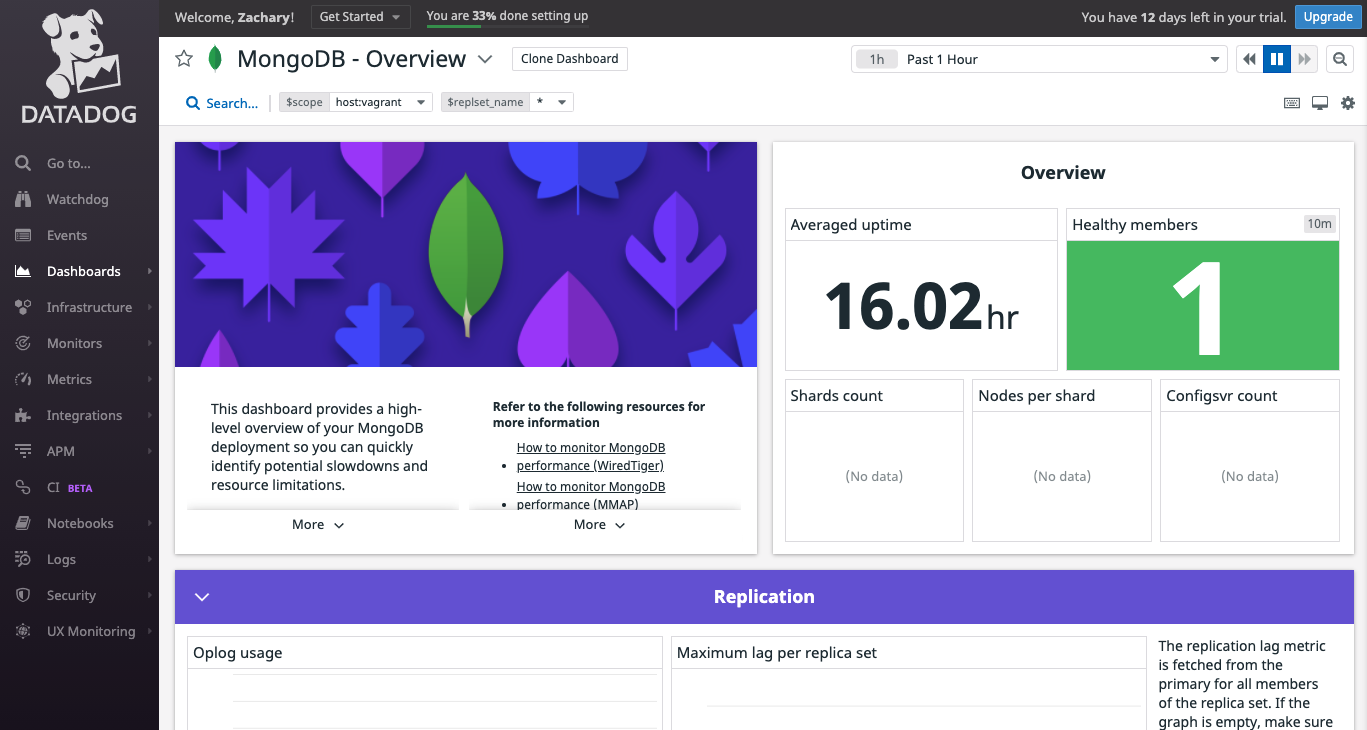 Welcome, Zachary!
Get Started
You are 33% done setting up
You have 12 days left in your trial.
Upgrade
DATADOG
Go to...
Watchdog
Events
Dashboards
Infrastructure
Monitors
Metrics
Integrations
APM
CI BETA
Notebooks
Logs
Security
UX Monitoring
MongoDB - Overview
Clone Dashboard
1h Past 1 Hour
Search...
$scope host:vagrant
$replset_name *
This dashboard provides a high-
level overview of your MongoDB
deployment so you can quickly
identify potential slowdowns and
resource limitations.
More
Refer to the following resources for
more information
How to monitor MongoDB
• performance (WiredTiger)
How to monitor MongoDB
• performance (MMAP)
More
Overview
Averaged uptime
16.02hr
Healthy members 10m
1
Shards count
(No data)
Nodes per shard
(No data)
Configsvr count
(No data)
Replication
Oplog usage
Maximum lag per replica set
The replication lag metric
is fetched from the
primary for all members
of the replica set. If the
graph is empty, make sure